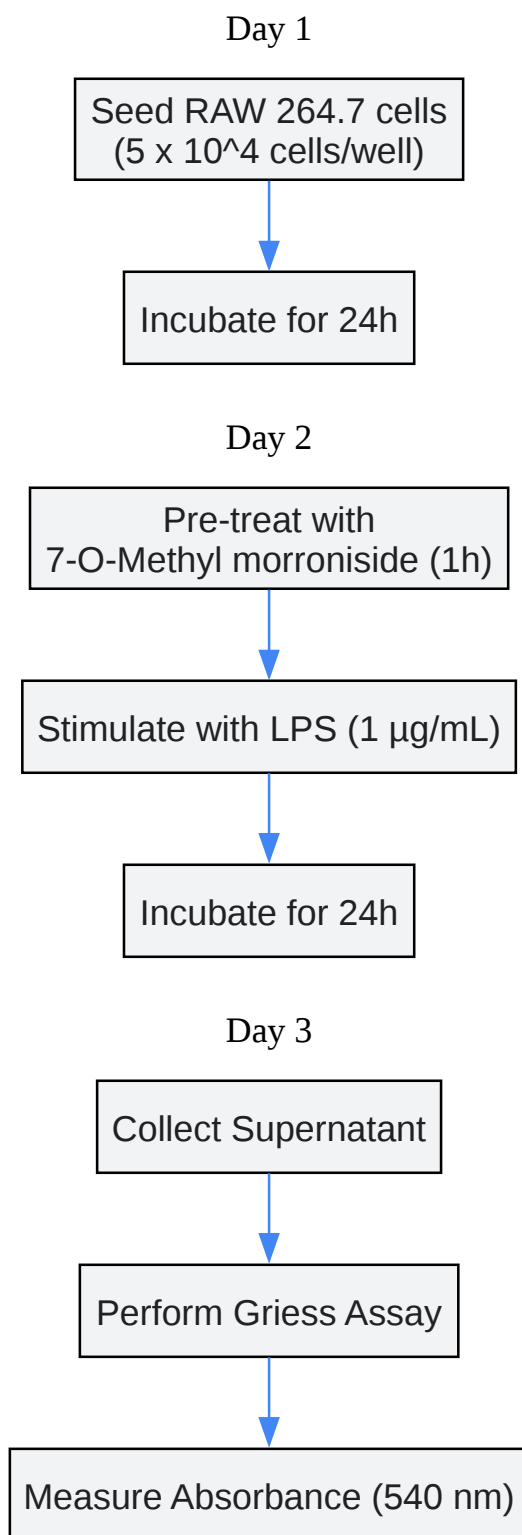 Day 1
Seed RAW 264.7 cells
(5 x 10^4 cells/well)
Incubate for 24h
Day 2
Pre-treat with
7-O-Methyl morroniside (1h)
Stimulate with LPS (1 µg/mL)
Incubate for 24h
Day 3
Collect Supernatant
Perform Griess Assay
Measure Absorbance (540 nm)